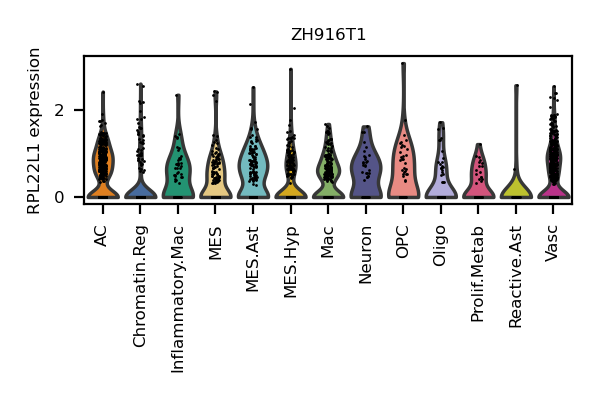 ZH916T1
RPL22L1 expression
2
0
AC
Chromatin.Reg
Inflammatory.Mac
MES
MES.Ast
MES.Hyp
Mac
Neuron
OPC
Oligo
Prolif.Metab
Reactive.Ast
Vasc